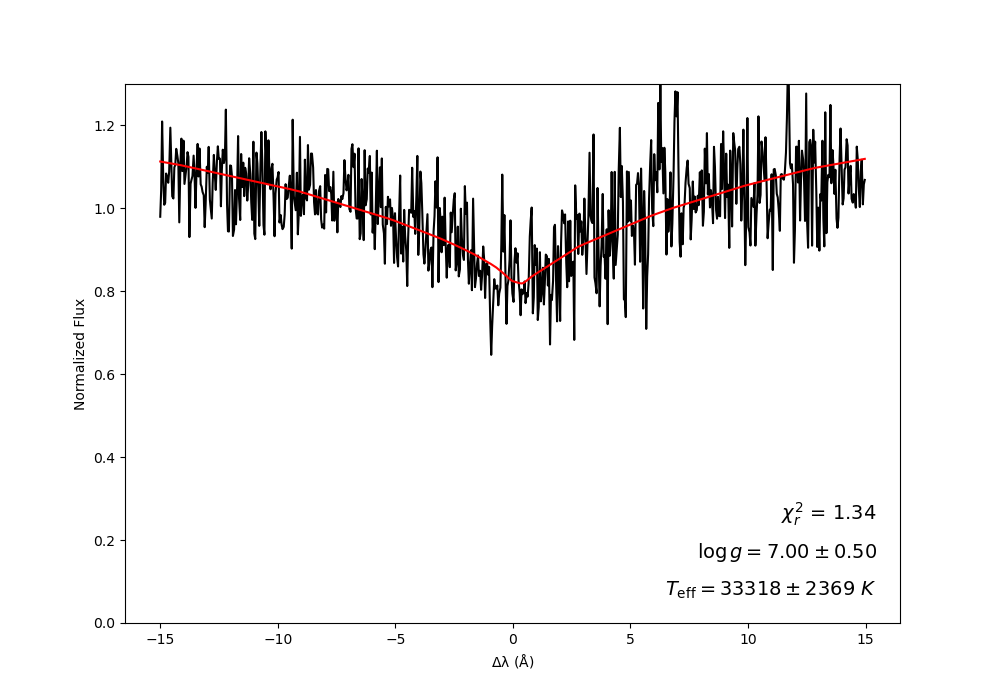 1.2
1.0
0.8
0.6
0.4
0.2
0.0
Normalized Flux
χ²ᵣ = 1.34
log g = 7.00 ± 0.50
T_eff = 33318 ± 2369 K
−15 −10 −5 0 5 10 15
Δλ (Å)